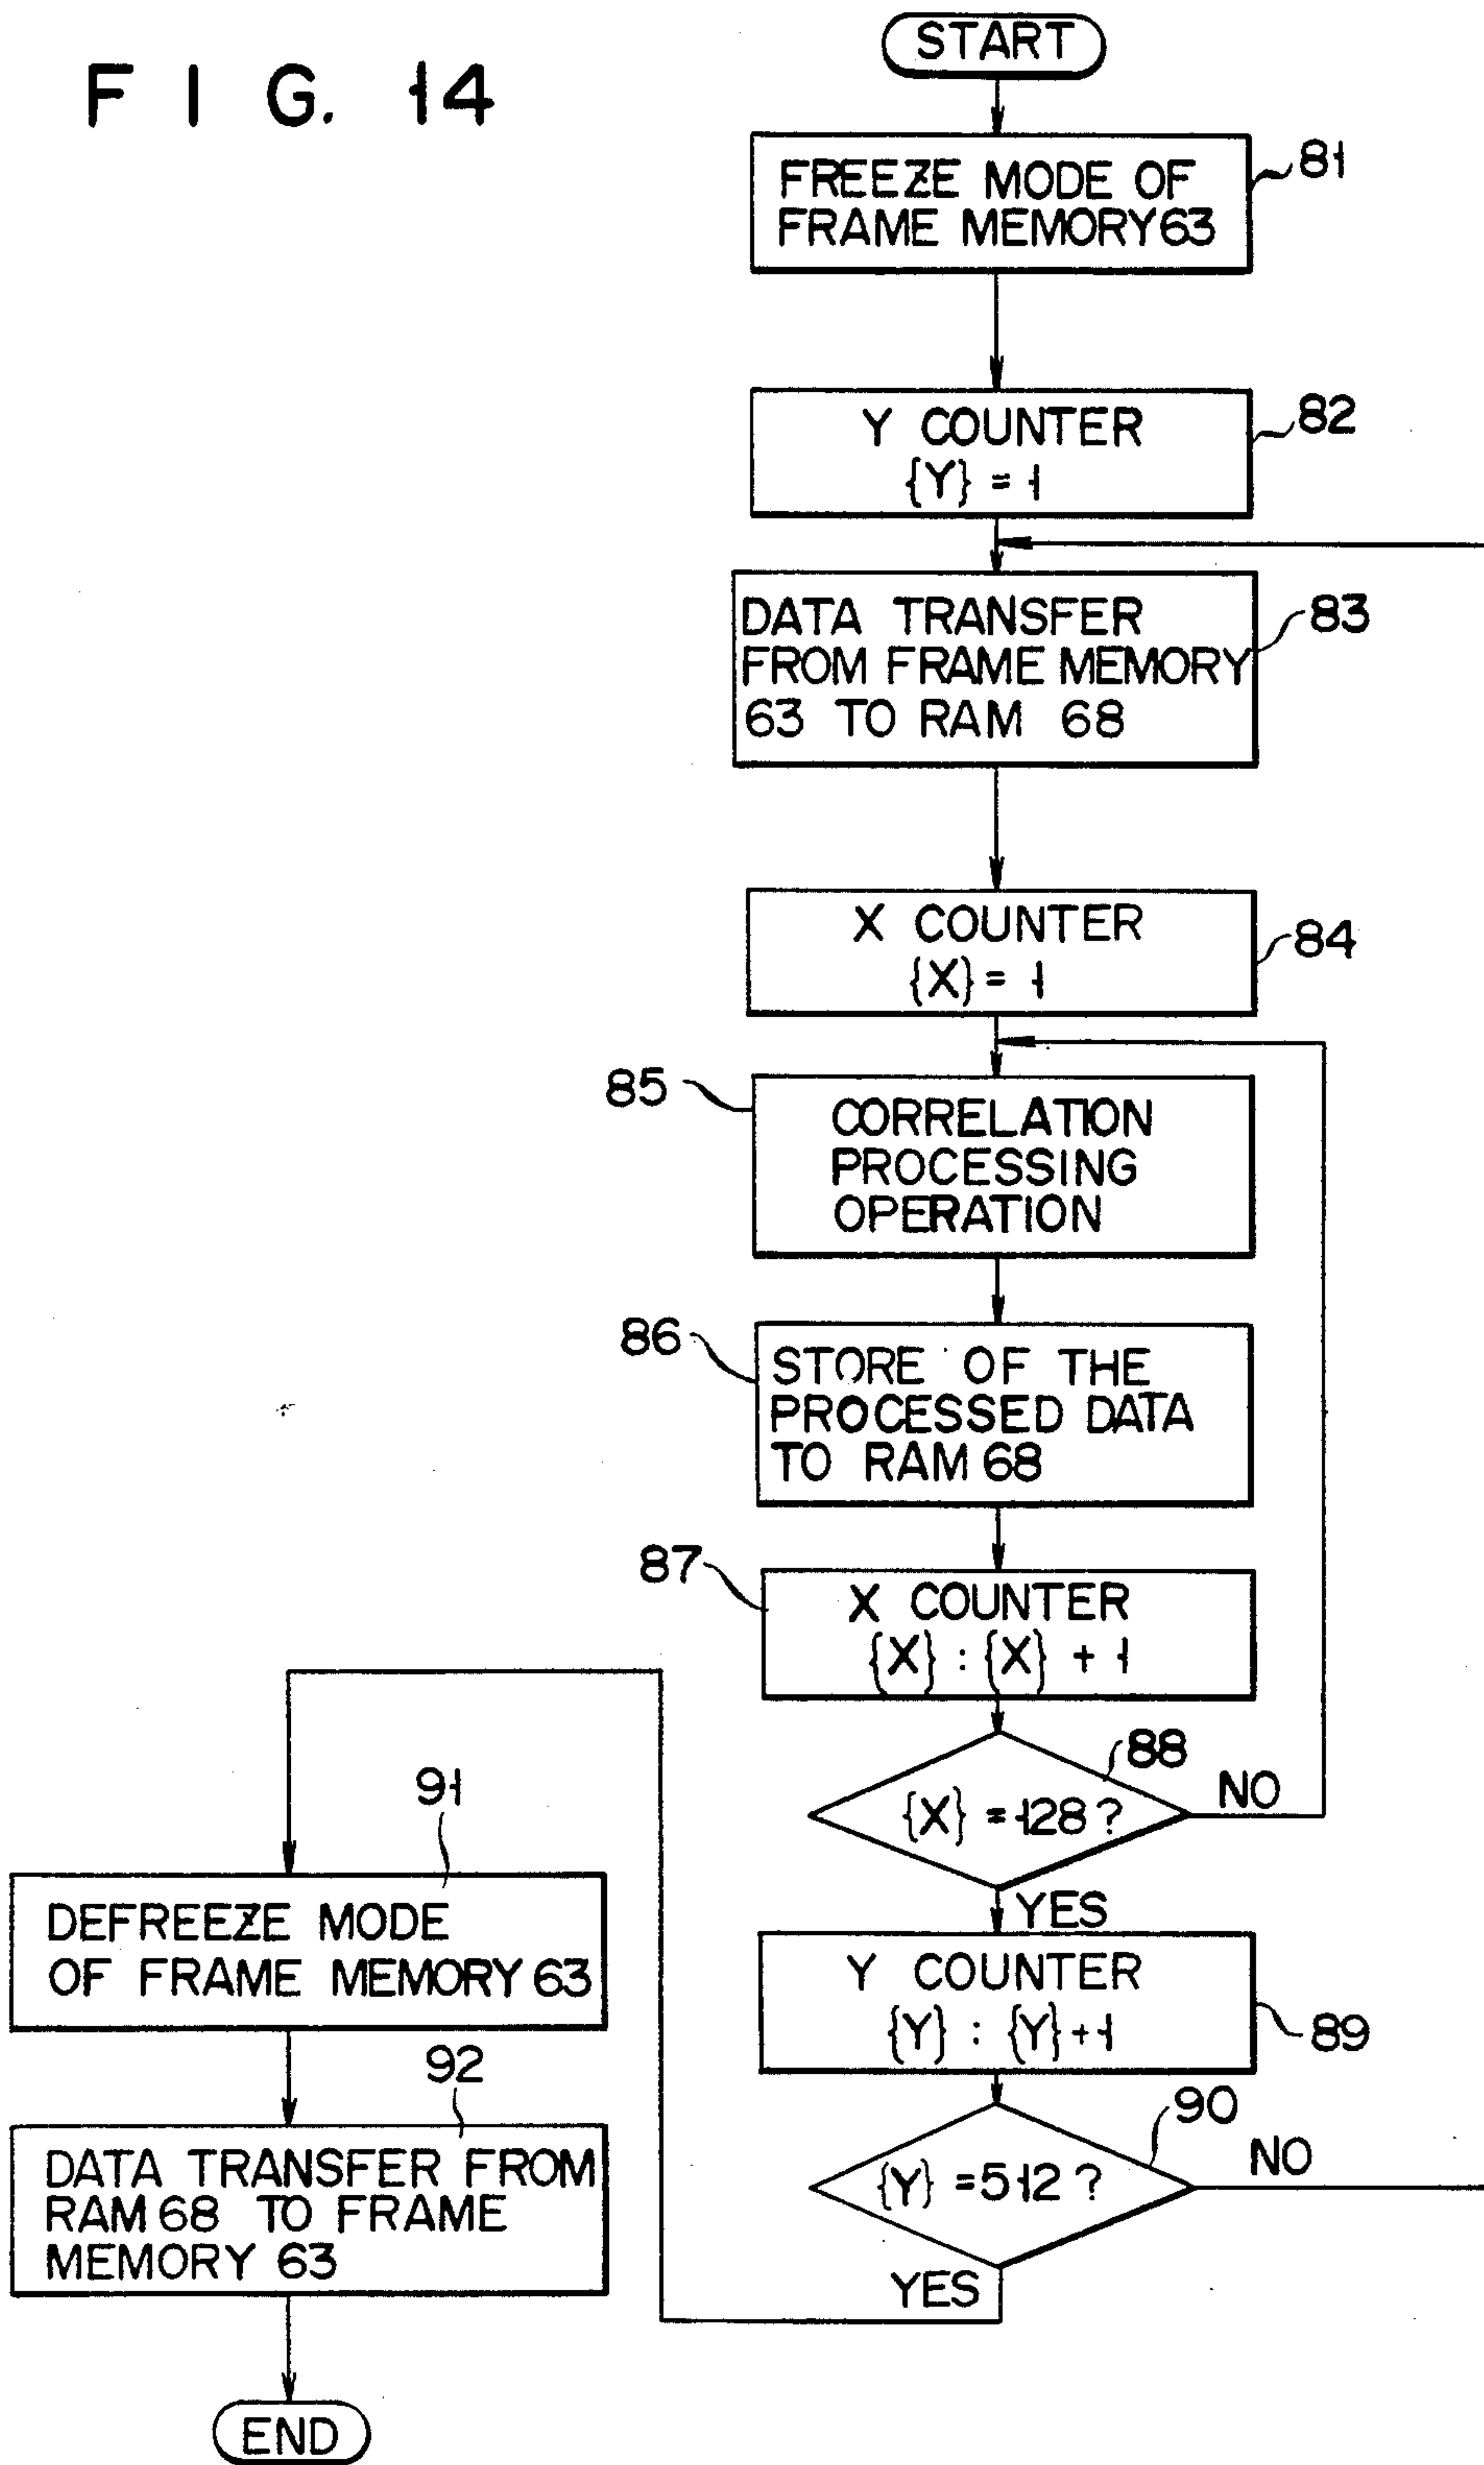 F I G. 14
START
FREEZE MODE OF
FRAME MEMORY 63
81
Y COUNTER
{Y} = 1
82
DATA TRANSFER
FROM FRAME MEMORY
63 TO RAM 68
83
X COUNTER
{X} = 1
84
85
CORRELATION
PROCESSING
OPERATION
86
STORE OF THE
PROCESSED DATA
TO RAM 68
87
X COUNTER
{X} : {X} + 1
88
{X} = 128 ?
NO
YES
Y COUNTER
{Y} : {Y} + 1
89
90
{Y} = 512 ?
NO
YES
91
DEFREEZE MODE
OF FRAME MEMORY 63
92
DATA TRANSFER FROM
RAM 68 TO FRAME
MEMORY 63
END